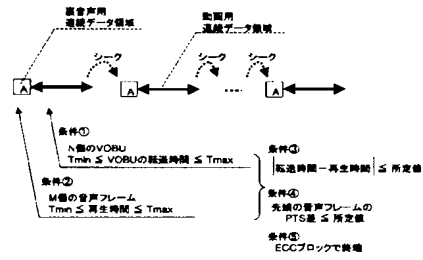 裏音声用
連続データ領域
動画用
連続データ領域
シーク
シーク
シーク
A
A
A
条件①
N個のVOBU
Tmin ≦ VOBUの転送時間 ≦ Tmax
条件②
M個の音声フレーム
Tmin ≦ 再生時間 ≦ Tmax
条件③
|転送時間－再生時間| ≦ 所定値
条件④
先頭の音声フレームの
PTS差 ≦ 所定値
条件⑤
ECCブロックで終端